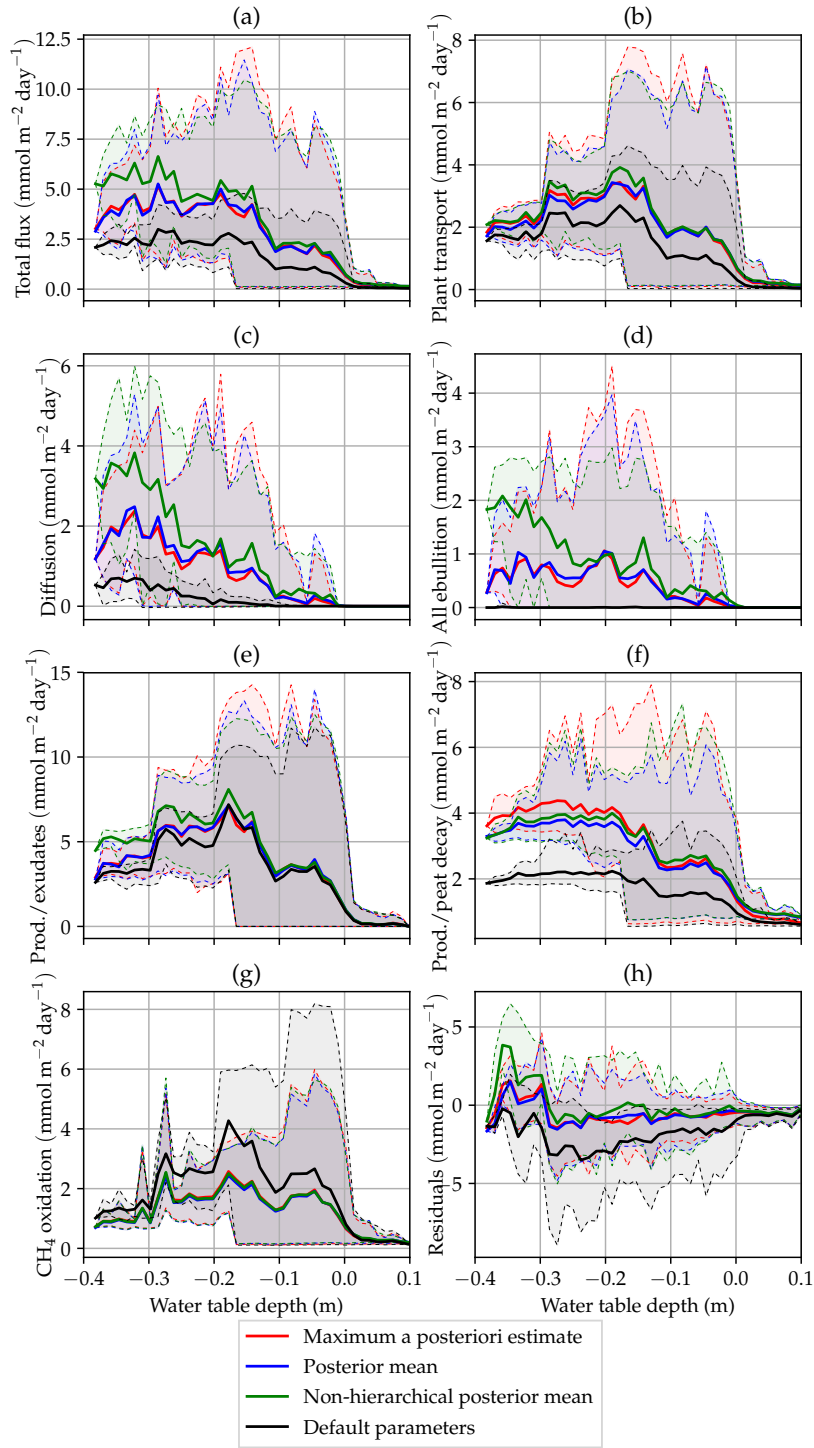 (a)
(b)
12.5
10.0
7.5
5.0
2.5
0.0
Total flux (mmol m−2 day−1)
8
6
4
2
0
Plant transport (mmol m−2 day−1)
(c)
(d)
6
4
2
0
Diffusion (mmol m−2 day−1)
4
3
2
1
0
All ebullition (mmol m−2 day−1)
(e)
(f)
15
10
5
0
Prod./exudates (mmol m−2 day−1)
8
6
4
2
Prod./peat decay (mmol m−2 day−1)
(g)
(h)
8
6
4
2
0
CH4 oxidation (mmol m−2 day−1)
5
0
−5
Residuals (mmol m−2 day−1)
−0.4 −0.3 −0.2 −0.1 0.0 0.1
Water table depth (m)
−0.4 −0.3 −0.2 −0.1 0.0 0.1
Water table depth (m)
Maximum a posteriori estimate
Posterior mean
Non-hierarchical posterior mean
Default parameters